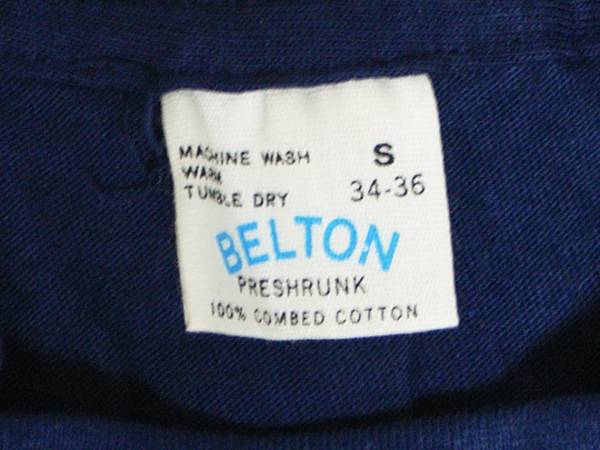 MACHINE WASH
WARM
TUMBLE DRY
S
34-36
BELTON
PRESHRUNK
100% COMBED COTTON